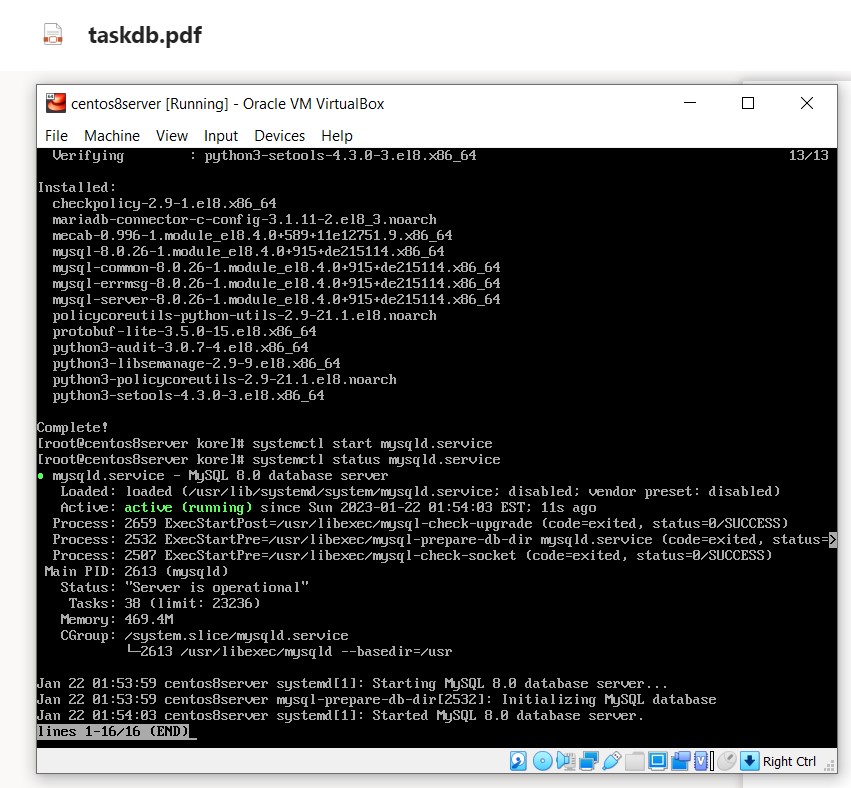 taskdb.pdf
centos8server [Running] - Oracle VM VirtualBox
File Machine View Input Devices Help
Verifying : python3-setools-4.3.0-3.el8.x86_64 13/13
Installed:
checkpolicy-2.9-1.el8.x86_64
mariadb-connector-c-config-3.1.11-2.el8_3.noarch
mecab-0.996-1.module_el8.4.0+589+11e12751.9.x86_64
mysql-8.0.26-1.module_el8.4.0+915+de215114.x86_64
mysql-common-8.0.26-1.module_el8.4.0+915+de215114.x86_64
mysql-errmsg-8.0.26-1.module_el8.4.0+915+de215114.x86_64
mysql-server-8.0.26-1.module_el8.4.0+915+de215114.x86_64
policycoreutils-python-utils-2.9-21.1.el8.noarch
protobuf-lite-3.5.0-15.el8.x86_64
python3-audit-3.0.7-4.el8.x86_64
python3-libsemanage-2.9-9.el8.x86_64
python3-policycoreutils-2.9-21.1.el8.noarch
python3-setools-4.3.0-3.el8.x86_64
Complete!
[root@centos8server kore]# systemctl start mysqld.service
[root@centos8server kore]# systemctl status mysqld.service
● mysqld.service - MySQL 8.0 database server
Loaded: loaded (/usr/lib/systemd/system/mysqld.service; disabled; vendor preset: disabled)
Active: active (running) since Sun 2023-01-22 01:54:03 EST; 11s ago
Process: 2659 ExecStartPost=/usr/libexec/mysql-check-upgrade (code=exited, status=0/SUCCESS)
Process: 2532 ExecStartPre=/usr/libexec/mysql-prepare-db-dir mysqld.service (code=exited, status=>
Process: 2507 ExecStartPre=/usr/libexec/mysql-check-socket (code=exited, status=0/SUCCESS)
Main PID: 2613 (mysqld)
Status: "Server is operational"
Tasks: 38 (limit: 23236)
Memory: 469.4M
CGroup: /system.slice/mysqld.service
└─2613 /usr/libexec/mysqld --basedir=/usr
Jan 22 01:53:59 centos8server systemd[1]: Starting MySQL 8.0 database server...
Jan 22 01:53:59 centos8server mysql-prepare-db-dir[2532]: Initializing MySQL database
Jan 22 01:54:03 centos8server systemd[1]: Started MySQL 8.0 database server.
lines 1-16/16 (END)
Right Ctrl